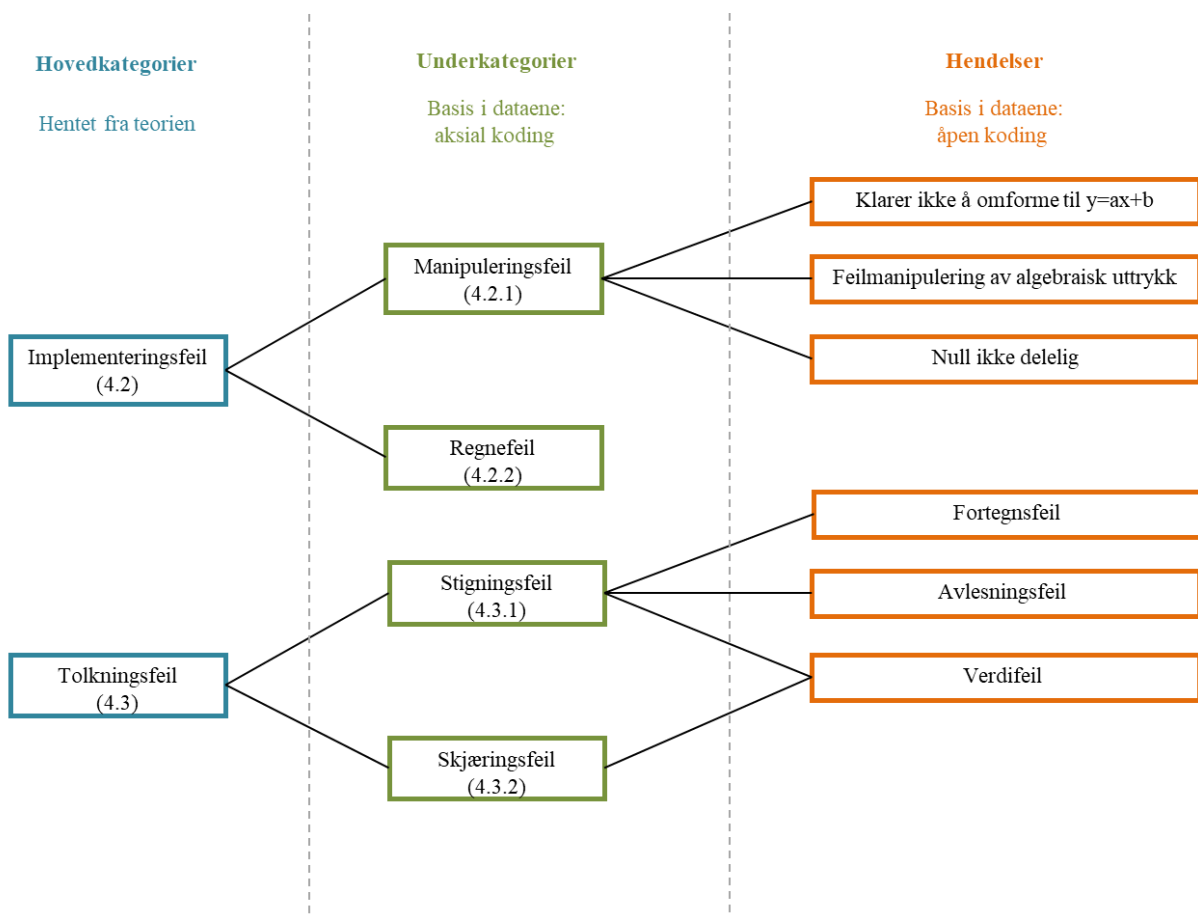 Hovedkategorier
Hentet fra teorien
Underkategorier
Basis i dataene:
aksial koding
Hendelser
Basis i dataene:
åpen koding
Implementeringsfeil
(4.2)
Manipuleringsfeil
(4.2.1)
Klarer ikke å omforme til y=ax+b
Feilmanipulering av algebraisk uttrykk
Null ikke delelig
Regnefeil
(4.2.2)
Tolkningsfeil
(4.3)
Stigningsfeil
(4.3.1)
Fortegnsfeil
Avlesningsfeil
Verdifeil
Skjæringsfeil
(4.3.2)